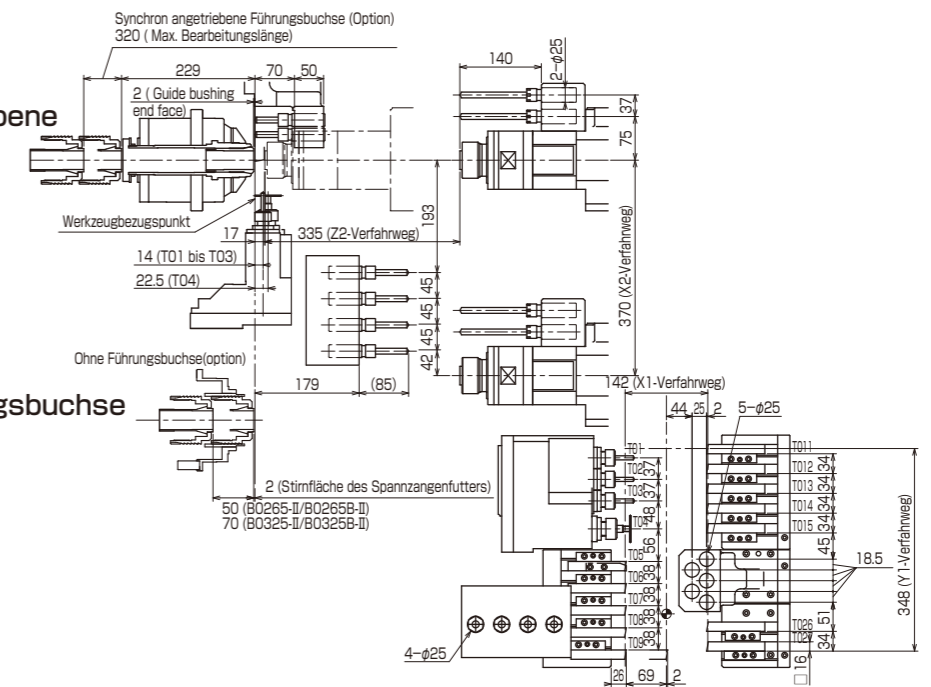 Synchron angetriebene Führungsbuchse (Option)
320 ( Max. Bearbeitungslänge)
229
70
50
140
2-φ25
2 ( Guide bushing
end face)
37
75
bene
Werkzeugbezugspunkt
193
17
335 (Z2-Verfahrweg)
14 (T01 bis T03)
22.5 (T04)
45
45
45
42
370 (X2-Verfahrweg)
Ohne Führungsbuchse(option)
179
(85)
gsbuchse
142 (X1-Verfahrweg)
44
25
2
5-φ25
2 (Stirnfläche des Spannzangenfutters)
50 (B0265-II/B0265B-II)
70 (B0325-II/B0325B-II)
T01
T02
T03
T04
T05
T06
T07
T08
T09
37
37
48
56
38
38
38
38
T011
T012
T013
T014
T015
34
34
34
34
45
18.5
348 (Y1-Verfahrweg)
T026
T027
51
34
□16
4-φ25
26
69
2